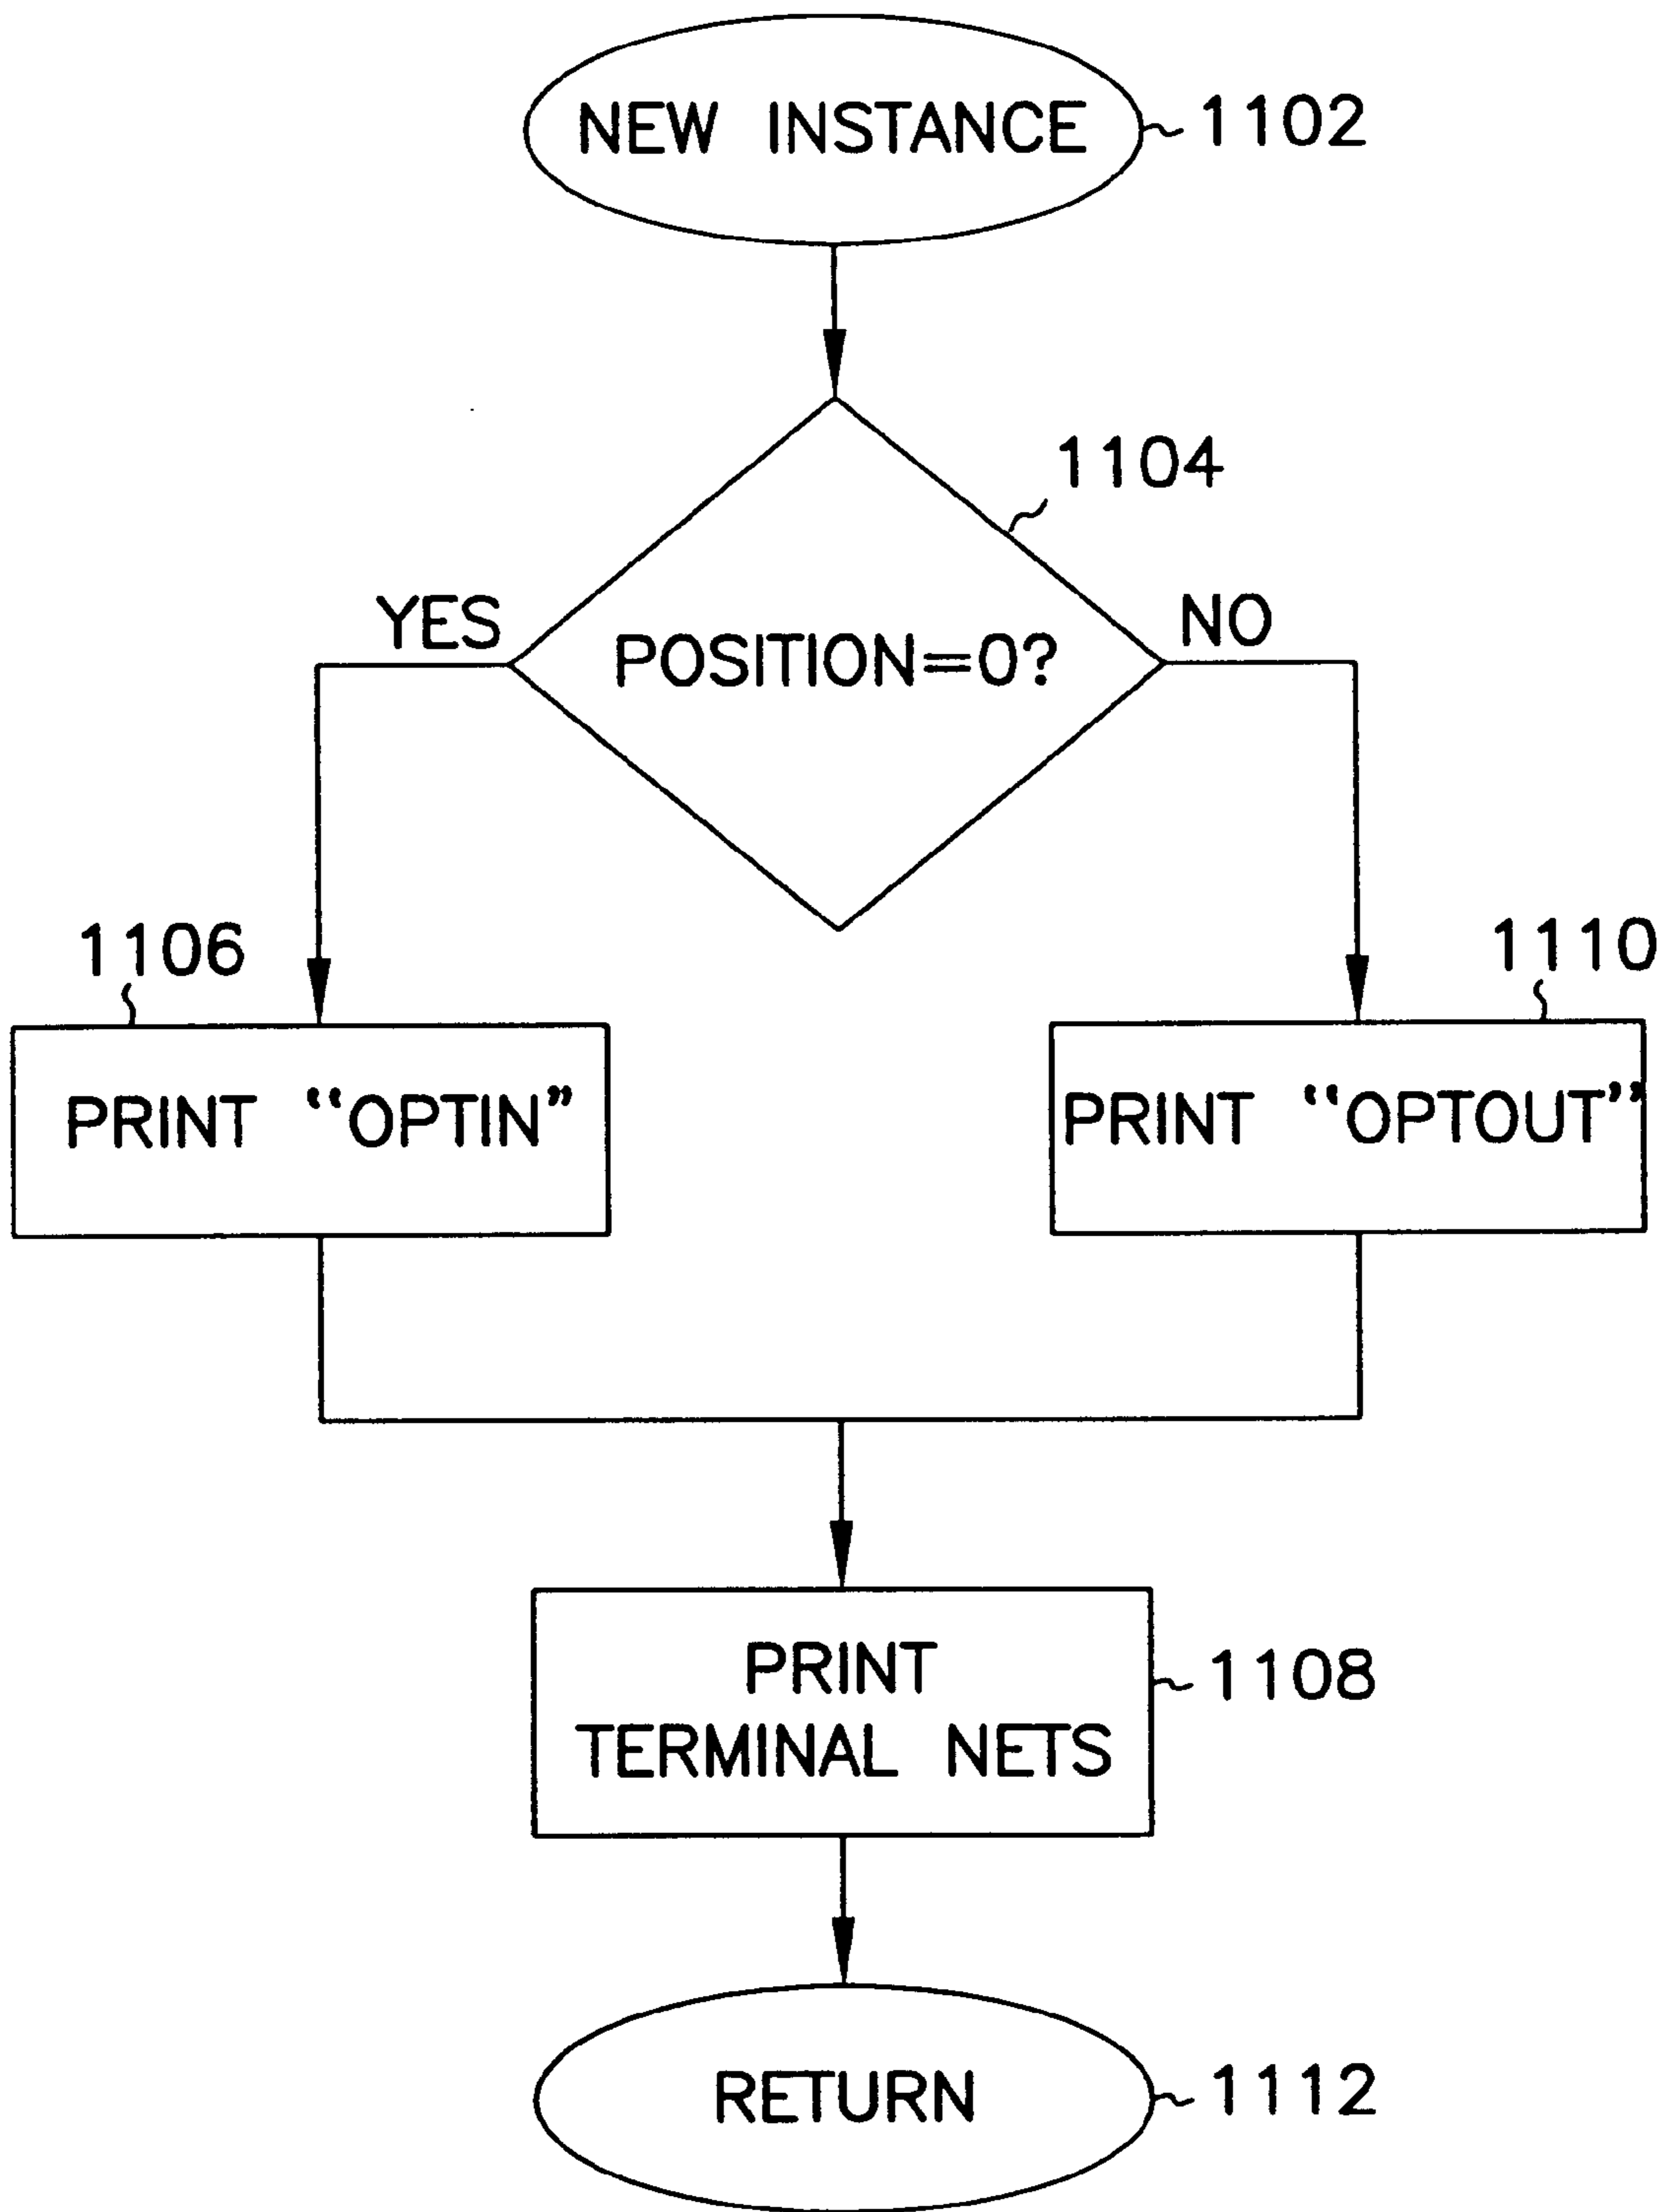 NEW INSTANCE
1102
1104
YES
NO
POSITION=0?
1106
1110
PRINT “OPTIN”
PRINT “OPTOUT”
PRINT
TERMINAL NETS
1108
RETURN
1112